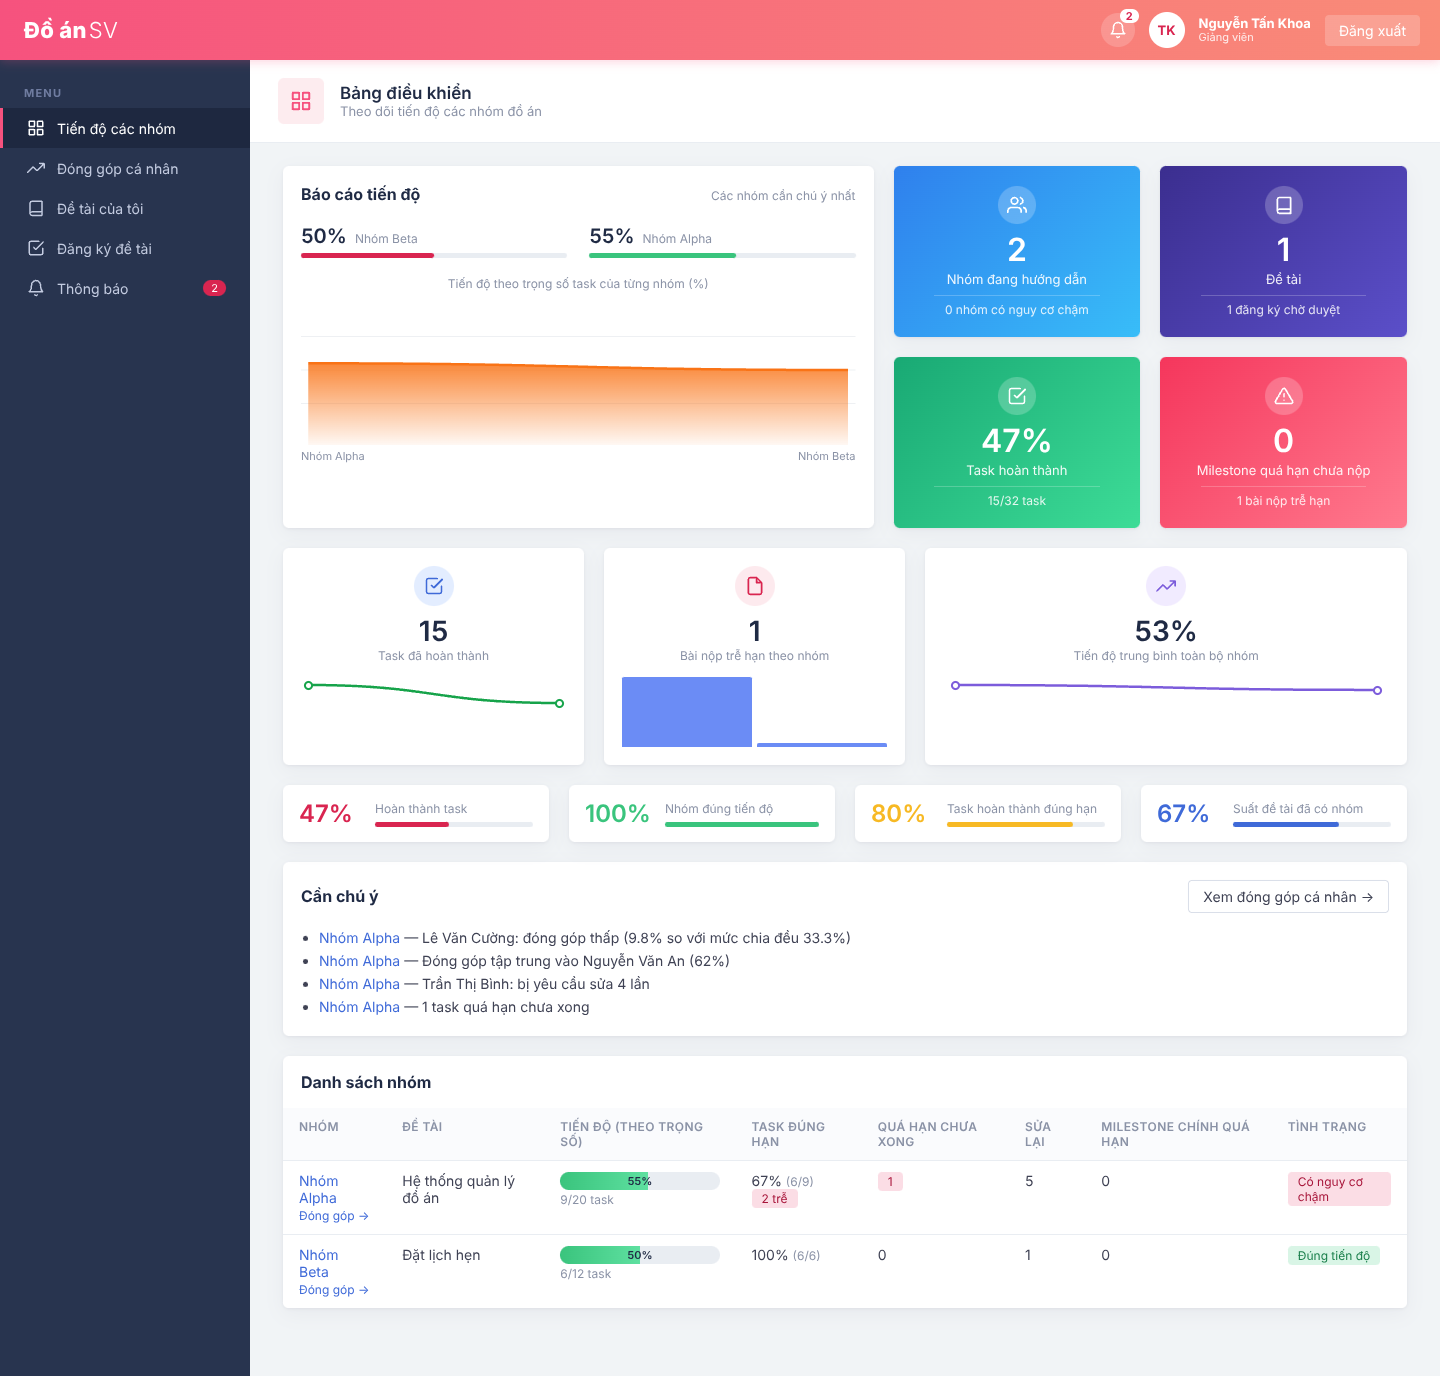 Đồ án SV
2
TK
Nguyễn Tấn Khoa
Giảng viên
Đăng xuất
MENU
Tiến độ các nhóm
Đóng góp cá nhân
Đề tài của tôi
Đăng ký đề tài
Thông báo
2
Bảng điều khiển
Theo dõi tiến độ các nhóm đồ án
Báo cáo tiến độ
Các nhóm cần chú ý nhất
50% Nhóm Beta
55% Nhóm Alpha
Tiến độ theo trọng số task của từng nhóm (%)
Nhóm Alpha
Nhóm Beta
2
Nhóm đang hướng dẫn
0 nhóm có nguy cơ chậm
1
Đề tài
1 đăng ký chờ duyệt
47%
Task hoàn thành
15/32 task
0
Milestone quá hạn chưa nộp
1 bài nộp trễ hạn
15
Task đã hoàn thành
1
Bài nộp trễ hạn theo nhóm
53%
Tiến độ trung bình toàn bộ nhóm
47% Hoàn thành task
100% Nhóm đúng tiến độ
80% Task hoàn thành đúng hạn
67% Suất đề tài đã có nhóm
Cần chú ý
Xem đóng góp cá nhân →
• Nhóm Alpha — Lê Văn Cường: đóng góp thấp (9.8% so với mức chia đều 33.3%)
• Nhóm Alpha — Đóng góp tập trung vào Nguyễn Văn An (62%)
• Nhóm Alpha — Trần Thị Bình: bị yêu cầu sửa 4 lần
• Nhóm Alpha — 1 task quá hạn chưa xong
Danh sách nhóm
NHÓM
ĐỀ TÀI
TIẾN ĐỘ (THEO TRỌNG
SỐ)
TASK ĐÚNG
HẠN
QUÁ HẠN CHƯA
XONG
SỬA
LẠI
MILESTONE CHÍNH QUÁ
HẠN
TÌNH TRẠNG
Nhóm
Alpha
Đóng góp →
Hệ thống quản lý
đồ án
55%
9/20 task
67% (6/9)
2 trễ
1
5
0
Có nguy cơ
chậm
Nhóm
Beta
Đóng góp →
Đặt lịch hẹn
50%
6/12 task
100% (6/6)
0
1
0
Đúng tiến độ